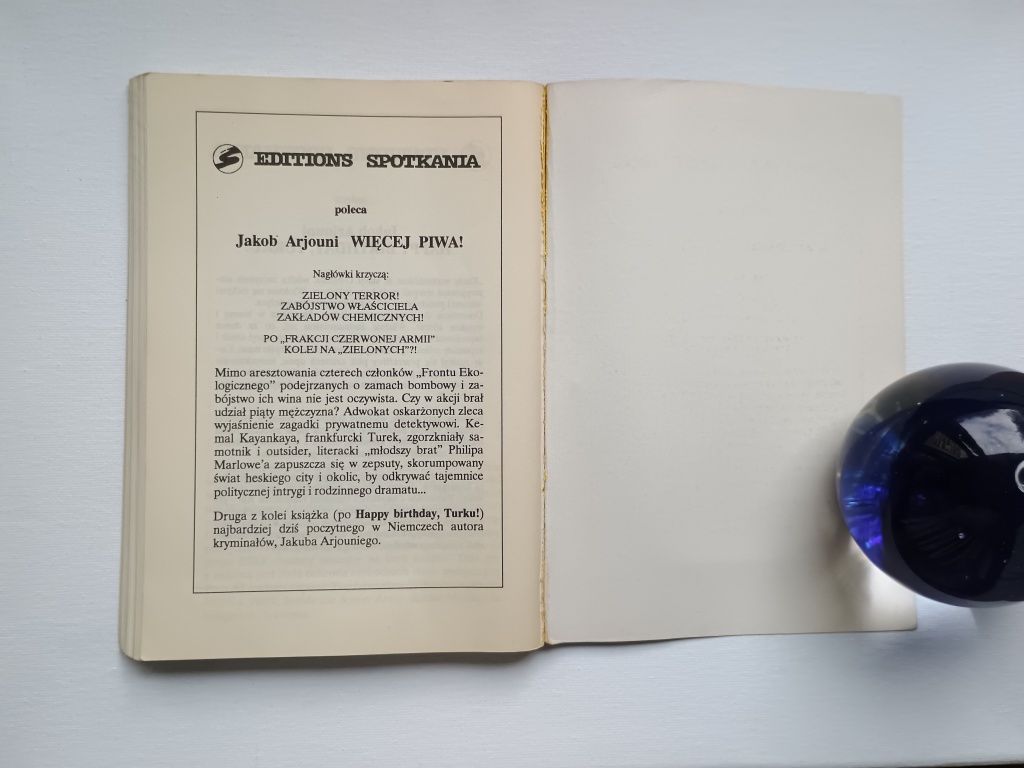 EDITIONS SPOTKANIA
poleca
Jakob Arjouni WIĘCEJ PIWA!
Nagłówki krzyczą:
ZIELONY TERROR!
ZABÓJSTWO WŁAŚCICIELA
ZAKŁADÓW CHEMICZNYCH!
PO „FRAKCJI CZERWONEJ ARMII”
KOLEJ NA „ZIELONYCH”?!
Mimo aresztowania czterech członków „Frontu Eko-
logicznego” podejrzanych o zamach bombowy i za-
bójstwo ich wina nie jest oczywista. Czy w akcji brał
udział piąty mężczyzna? Adwokat oskarżonych zleca
wyjaśnienie zagadki prywatnemu detektywowi. Ke-
mal Kayankaya, frankfurcki Turek, zgorzkniały sa-
motnik i outsider, literacki „młodszy brat” Philipa
Marlowe’a zapuszcza się w zepsuty, skorumpowany
świat heskiego city i okolic, by odkrywać tajemnice
politycznej intrygi i rodzinnego dramatu...
Druga z kolei książka (po Happy birthday, Turku!)
najbardziej dziś poczytnego w Niemczech autora
kryminałów, Jakuba Arjouniego.